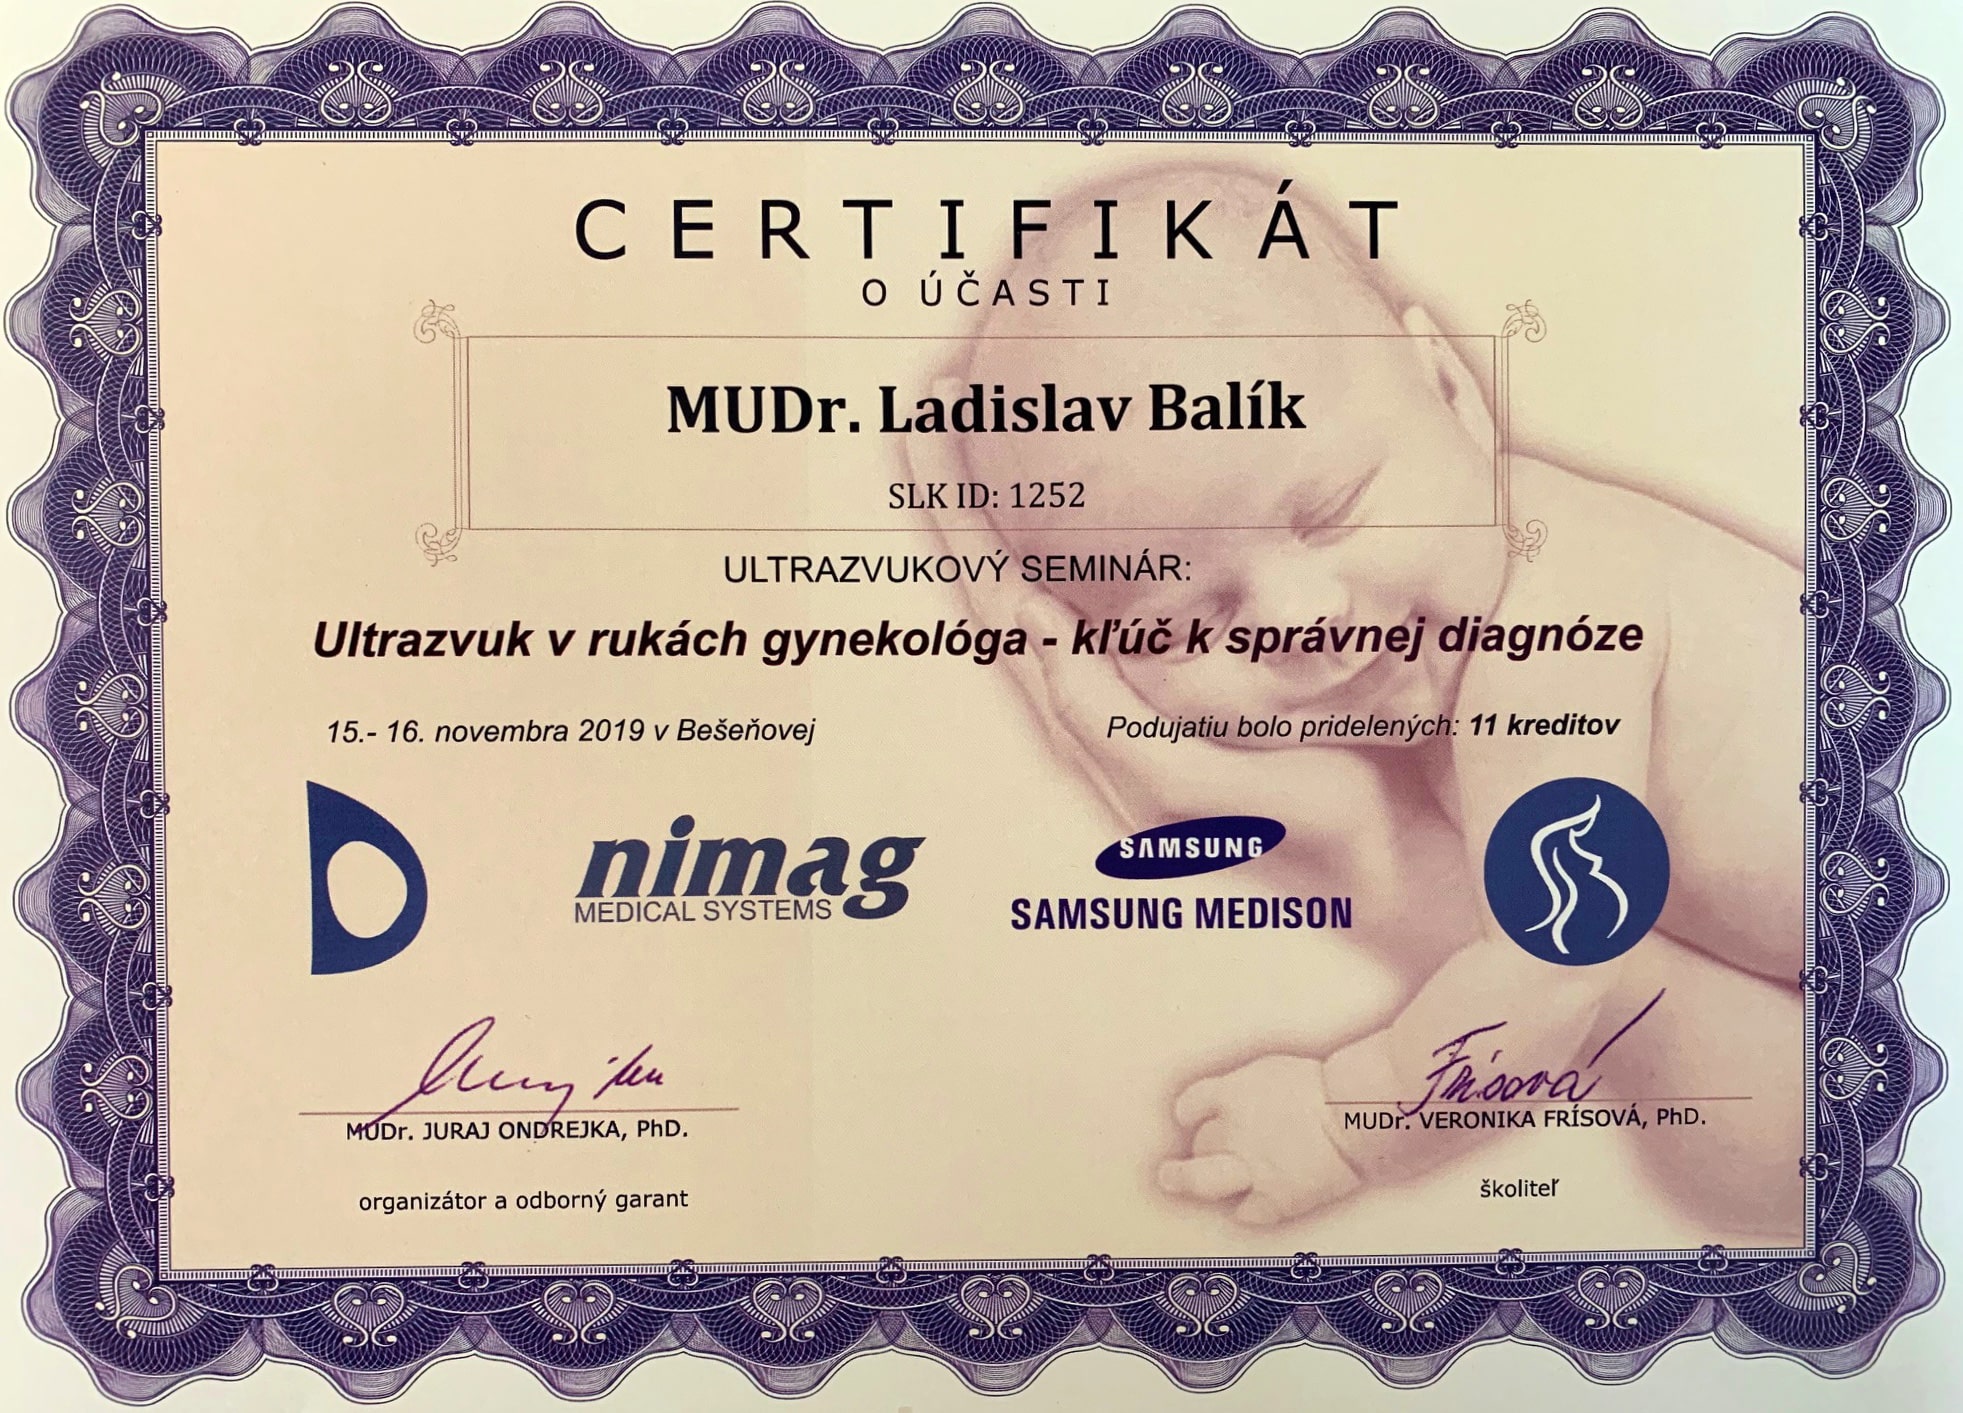 CERTIFIKÁT
O ÚČASTI
MUDr. Ladislav Balík
SLK ID: 1252
ULTRAZVUKOVÝ SEMINÁR:
Ultrazvuk v rukách gynekológa - kľúč k správnej diagnóze
15.- 16. novembra 2019 v Bešeňovej
Podujatiu bolo pridelených: 11 kreditov
nimag
MEDICAL SYSTEMS
SAMSUNG
SAMSUNG MEDISON
Frísová
MUDr. JURAJ ONDREJKA, PhD.
MUDr. VERONIKA FRÍSOVÁ, PhD.
organizátor a odborný garant
školiteľ